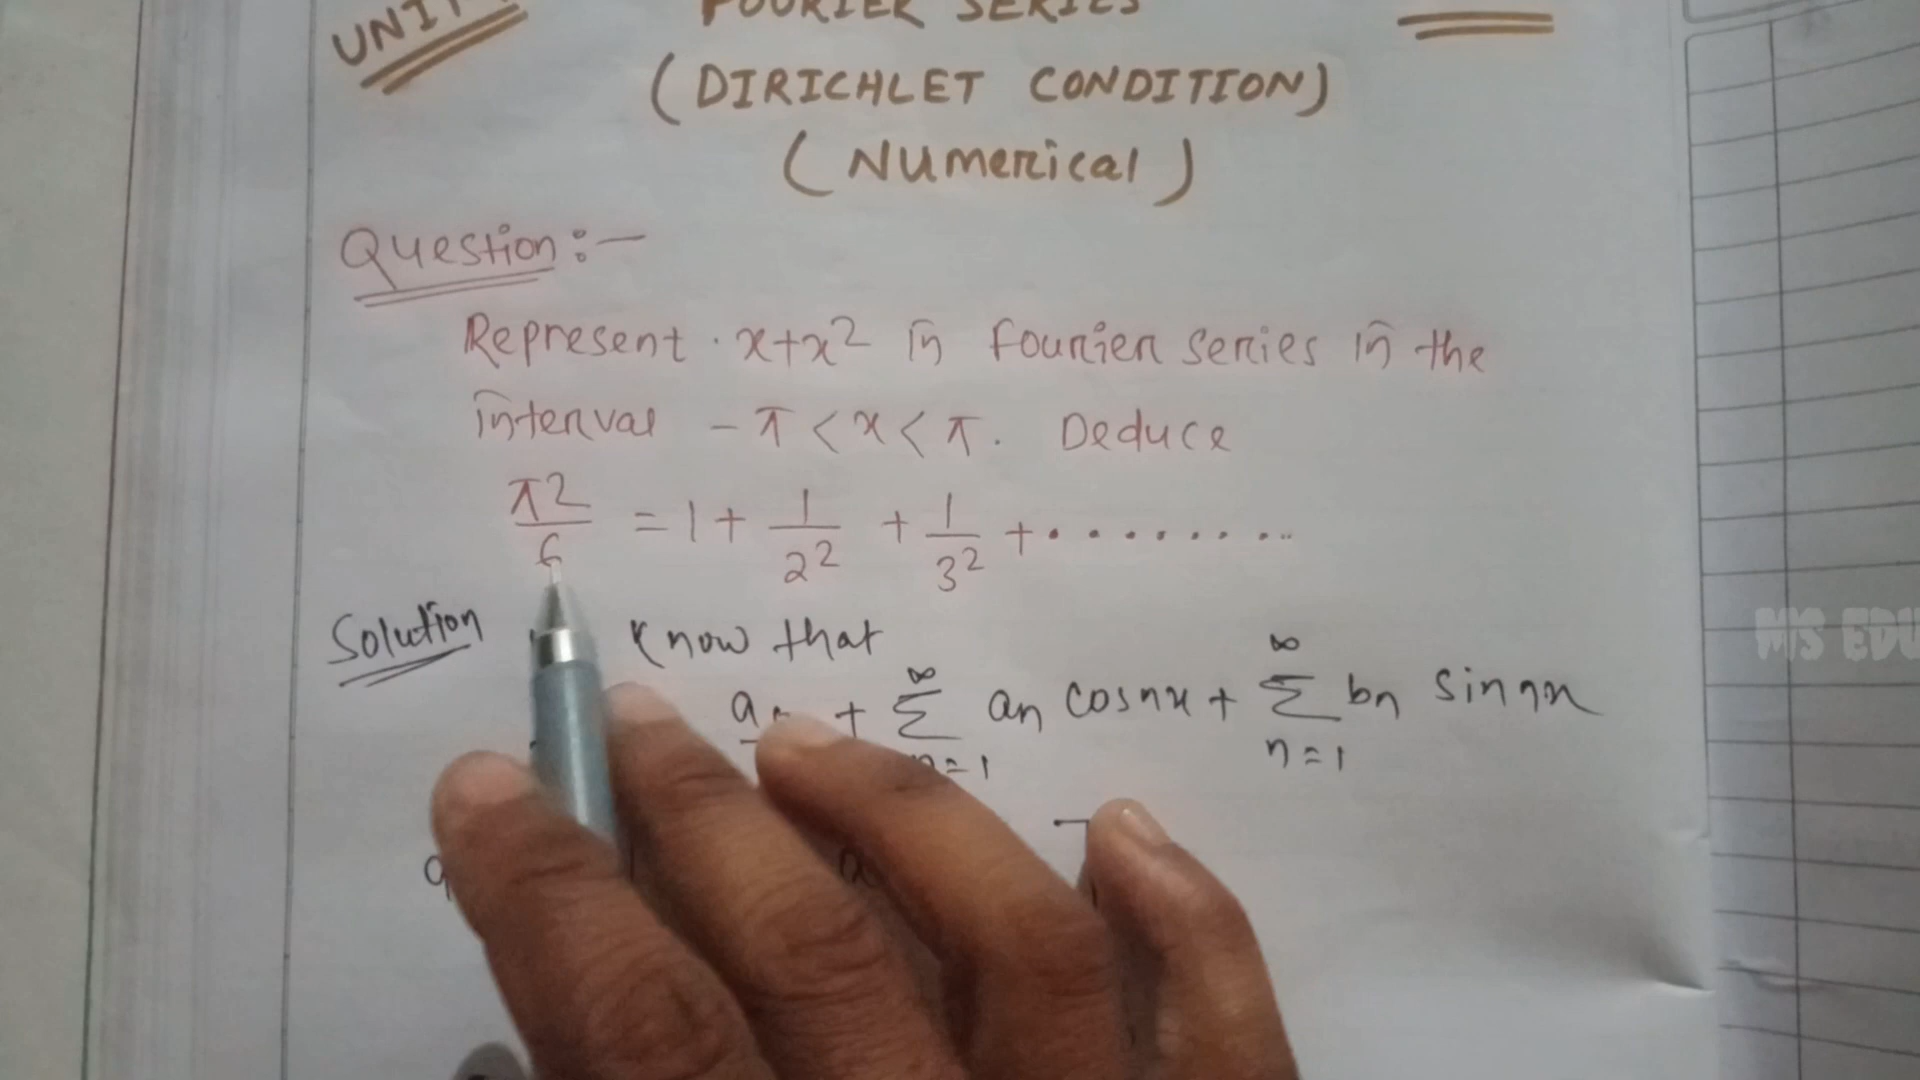 UNIT FOURIER SERIES
(DIRICHLET CONDITION)
(Numerical)
Question:-
Represent x+x² in Fourier series in the
interval -π<x<π. Deduce
π2/6 = 1 + 1/2² + 1/3² + ..........
Solution know that
a + ∞ Σ n=1 an cosnx + ∞ Σ n=1 bn sinnx
MS EDU